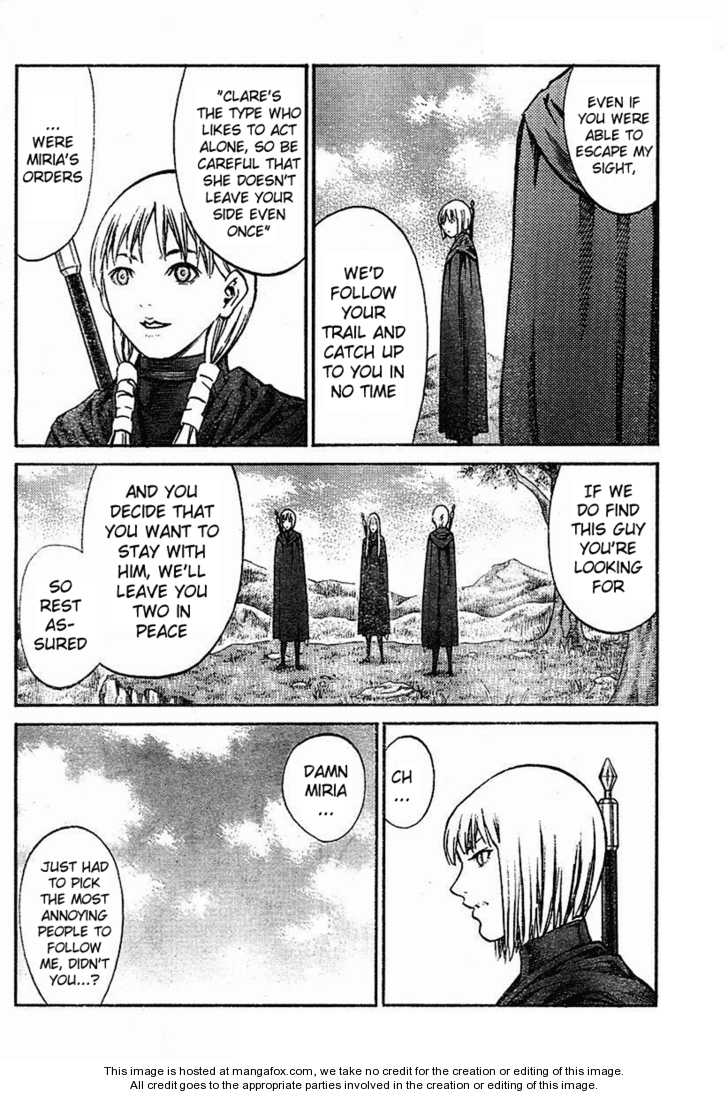 EVEN IF
YOU WERE
ABLE TO
ESCAPE MY
SIGHT,
WE'D
FOLLOW
YOUR
TRAIL AND
CATCH UP
TO YOU IN
NO TIME
"CLARE'S
THE TYPE WHO
LIKES TO ACT
ALONE, SO BE
CAREFUL THAT
SHE DOESN'T
LEAVE YOUR
SIDE EVEN
ONCE"
...
WERE
MIRIA'S
ORDERS
IF WE
DO FIND
THIS GUY
YOU'RE
LOOKING
FOR
AND YOU
DECIDE THAT
YOU WANT TO
STAY WITH
HIM, WE'LL
LEAVE YOU
TWO IN
PEACE
SO
REST
AS-
SURED
CH
...
DAMN
MIRIA
...
JUST HAD
TO PICK
THE MOST
ANNOYING
PEOPLE TO
FOLLOW
ME, DIDN'T
YOU...?
This image is hosted at mangafox.com, we take no credit for the creation or editing of this image.
All credit goes to the appropriate parties involved in the creation or editing of this image.